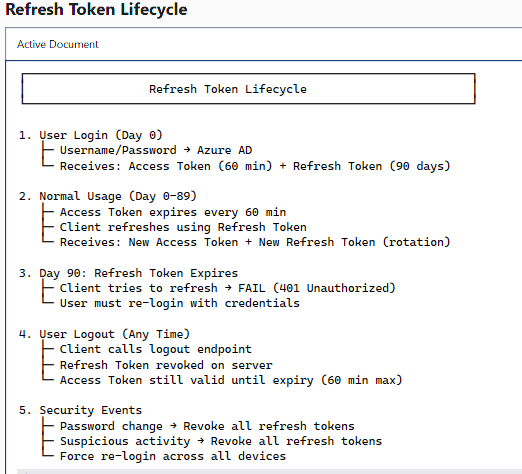 Refresh Token Lifecycle
Active Document
Refresh Token Lifecycle
1. User Login (Day 0)
├─ Username/Password → Azure AD
└─ Receives: Access Token (60 min) + Refresh Token (90 days)
2. Normal Usage (Day 0-89)
├─ Access Token expires every 60 min
├─ Client refreshes using Refresh Token
└─ Receives: New Access Token + New Refresh Token (rotation)
3. Day 90: Refresh Token Expires
├─ Client tries to refresh → FAIL (401 Unauthorized)
└─ User must re-login with credentials
4. User Logout (Any Time)
├─ Client calls logout endpoint
├─ Refresh Token revoked on server
└─ Access Token still valid until expiry (60 min max)
5. Security Events
├─ Password change → Revoke all refresh tokens
├─ Suspicious activity → Revoke all refresh tokens
└─ Force re-login across all devices